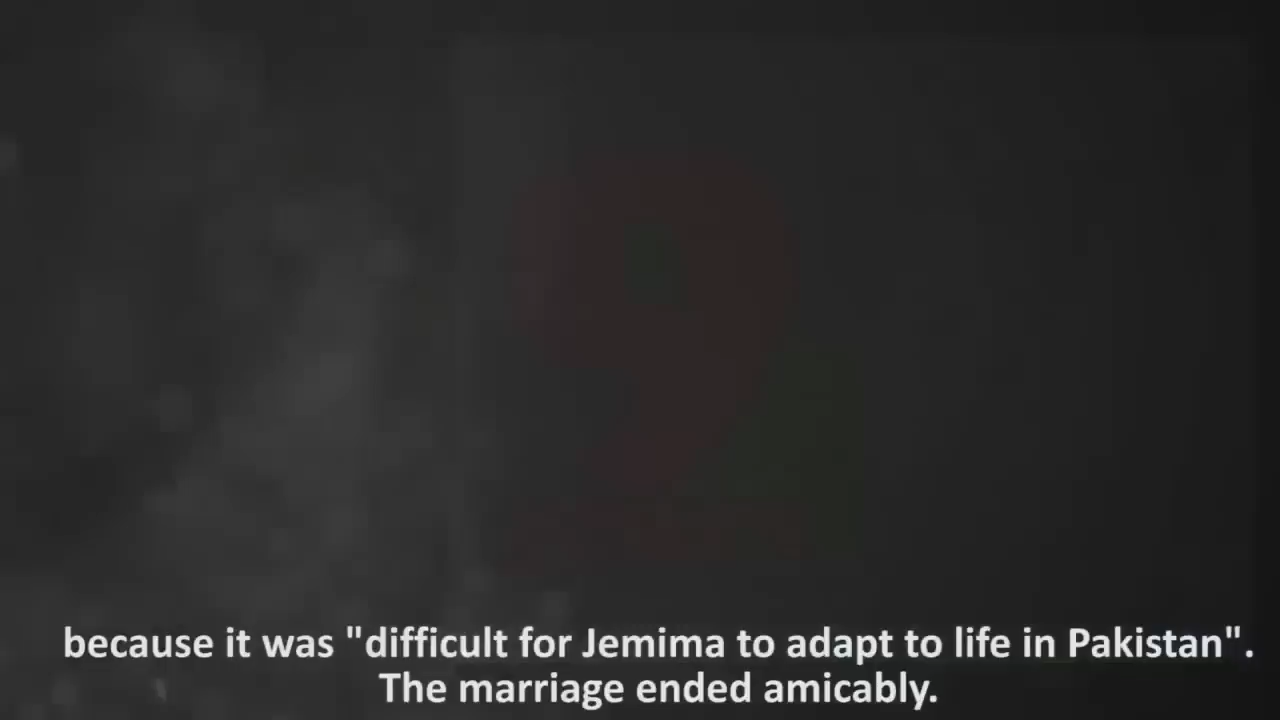 because it was "difficult for Jemima to adapt to life in Pakistan".
The marriage ended amicably.